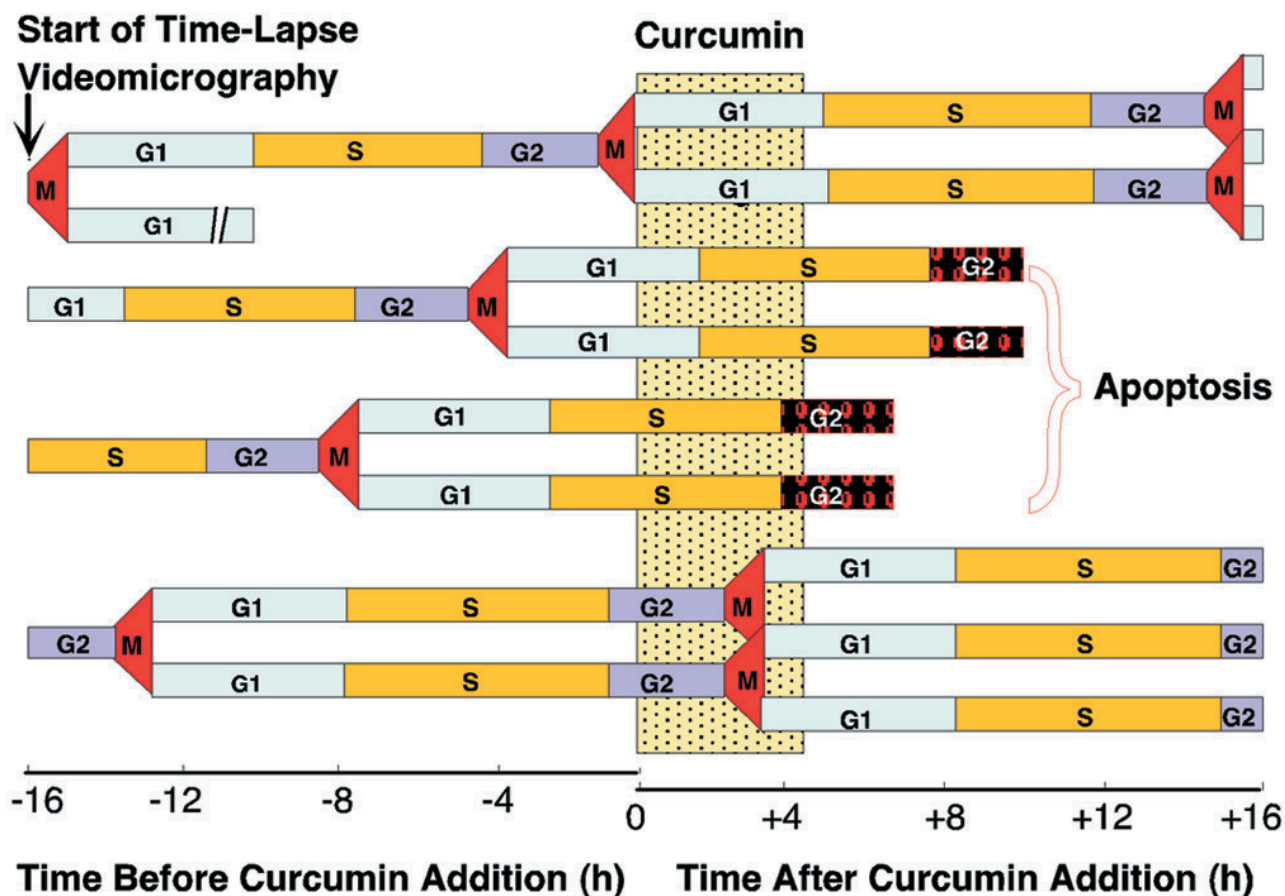 Start of Time-Lapse
Videomicrography
Curcumin
M G1 S G2 M G1 S G2 M
G1
G1 S G2 M
G1 S G2 M G1 S G2
G1 S G2
Apoptosis
S G2 M G1 S G2
G1 S G2
G2 M G1 S G2 M G1 S G2
G1 S G2
G1 S G2 M
G1 S G2
-16 -12 -8 -4 0 +4 +8 +12 +16
Time Before Curcumin Addition (h) Time After Curcumin Addition (h)